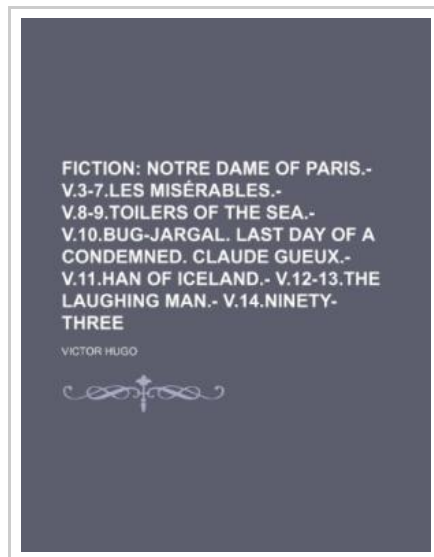 FICTION: NOTRE DAME OF PARIS.-
V.3-7.LES MISÉRABLES.-
V.8-9.TOILERS OF THE SEA.-
V.10.BUG-JARGAL. LAST DAY OF A
CONDEMNED. CLAUDE GUEUX.-
V.11.HAN OF ICELAND.- V.12-13.THE
LAUGHING MAN.- V.14.NINETY-
THREE
VICTOR HUGO